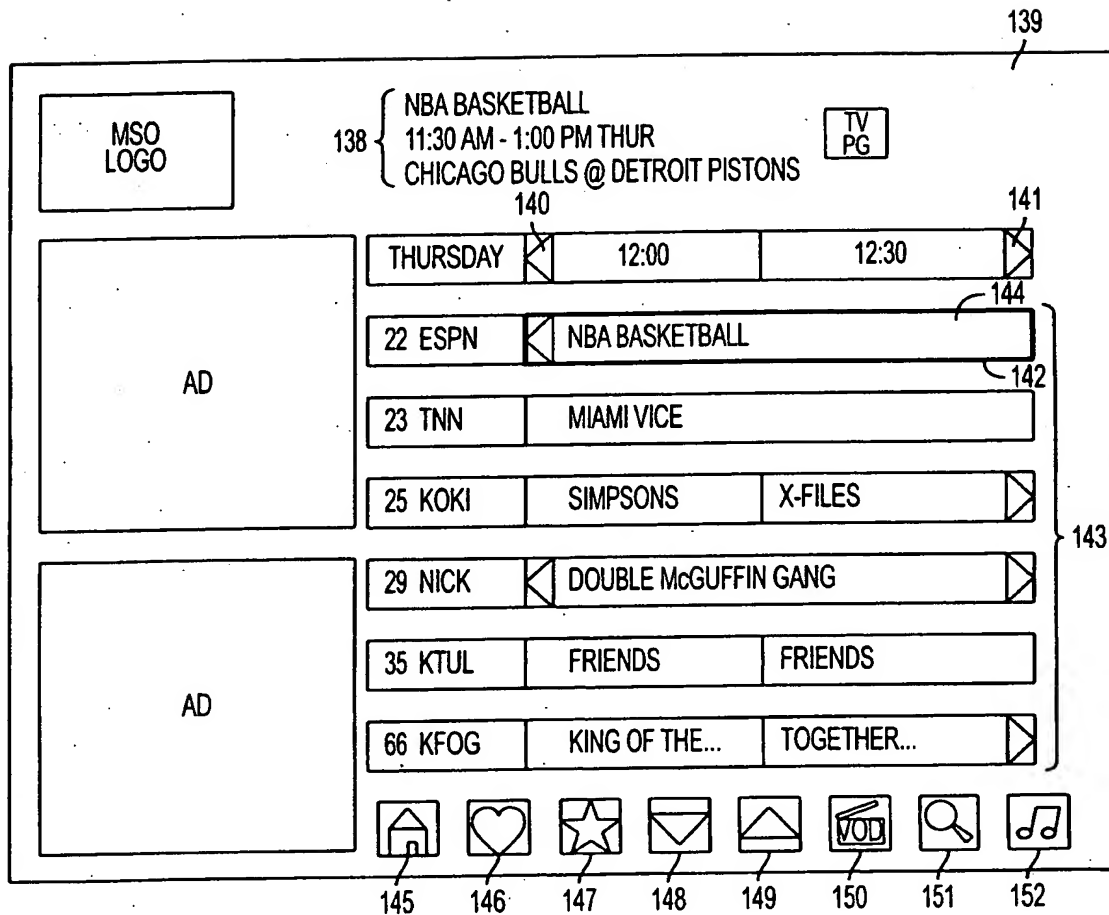 139
MSO
LOGO
138
NBA BASKETBALL
11:30 AM - 1:00 PM THUR
CHICAGO BULLS @ DETROIT PISTONS
TV
PG
140
141
THURSDAY 12:00 12:30
144
22 ESPN NBA BASKETBALL
142
AD
23 TNN MIAMI VICE
25 KOKI SIMPSONS X-FILES
143
29 NICK DOUBLE McGUFFIN GANG
35 KTUL FRIENDS FRIENDS
AD
66 KFOG KING OF THE... TOGETHER...
VOD
145 146 147 148 149 150 151 152